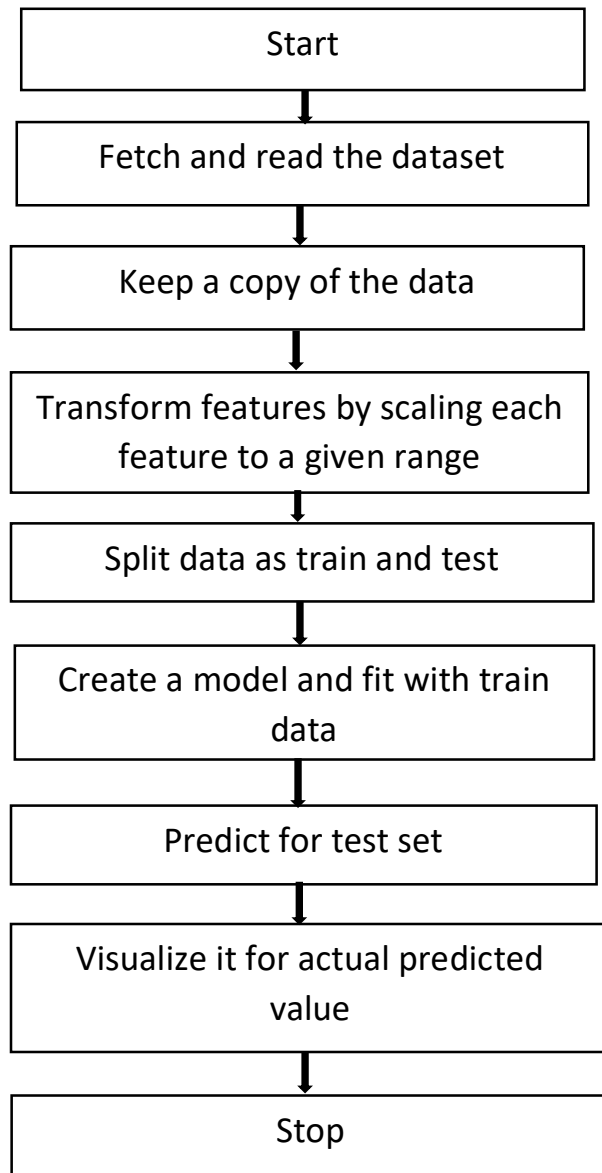 Start
Fetch and read the dataset
Keep a copy of the data
Transform features by scaling each
feature to a given range
Split data as train and test
Create a model and fit with train
data
Predict for test set
Visualize it for actual predicted
value
Stop